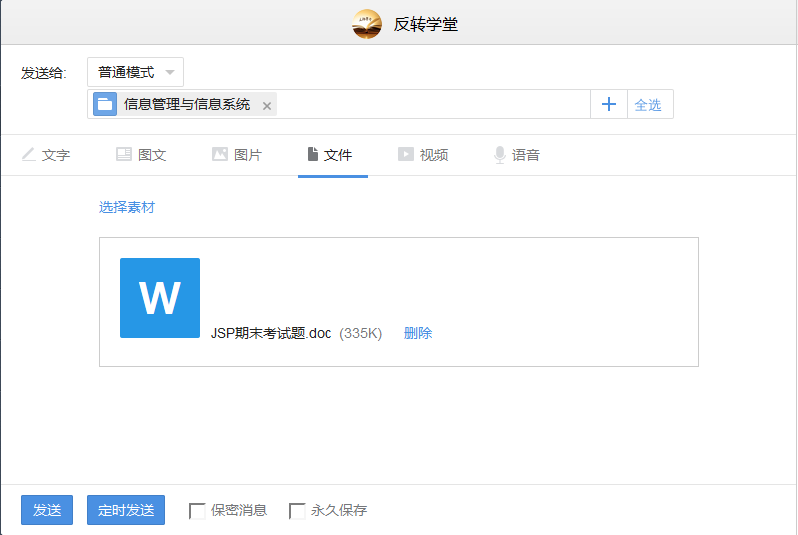 反转学堂
发送给: 普通模式
信息管理与信息系统 × + 全选
文字 图文 图片 文件 视频 语音
选择素材
W
JSP期末考试题.doc (335K) 删除
发送 定时发送 保密消息 永久保存